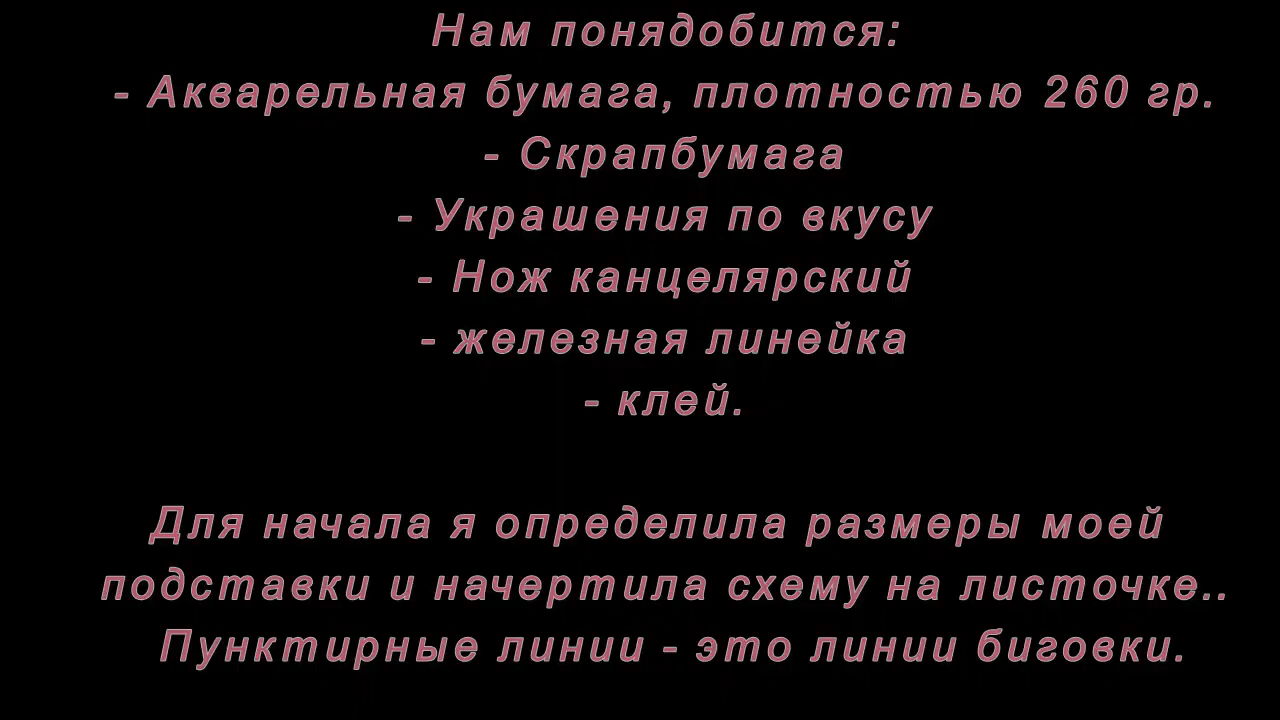 Нам понядобится:
- Акварельная бумага, плотностью 260 гр.
- Скрапбумага
- Украшения по вкусу
- Нож канцелярский
- железная линейка
- клей.
Для начала я определила размеры моей
подставки и начертила схему на листочке..
Пунктирные линии - это линии биговки.